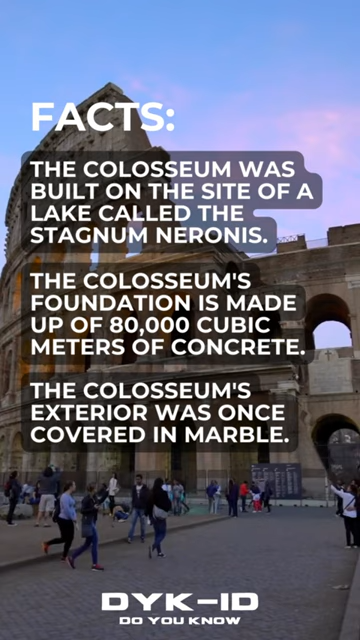 FACTS:
THE COLOSSEUM WAS
BUILT ON THE SITE OF A
LAKE CALLED THE
STAGNUM NERONIS.
THE COLOSSEUM'S
FOUNDATION IS MADE
UP OF 80,000 CUBIC
METERS OF CONCRETE.
THE COLOSSEUM'S
EXTERIOR WAS ONCE
COVERED IN MARBLE.
DYK-ID
DO YOU KNOW